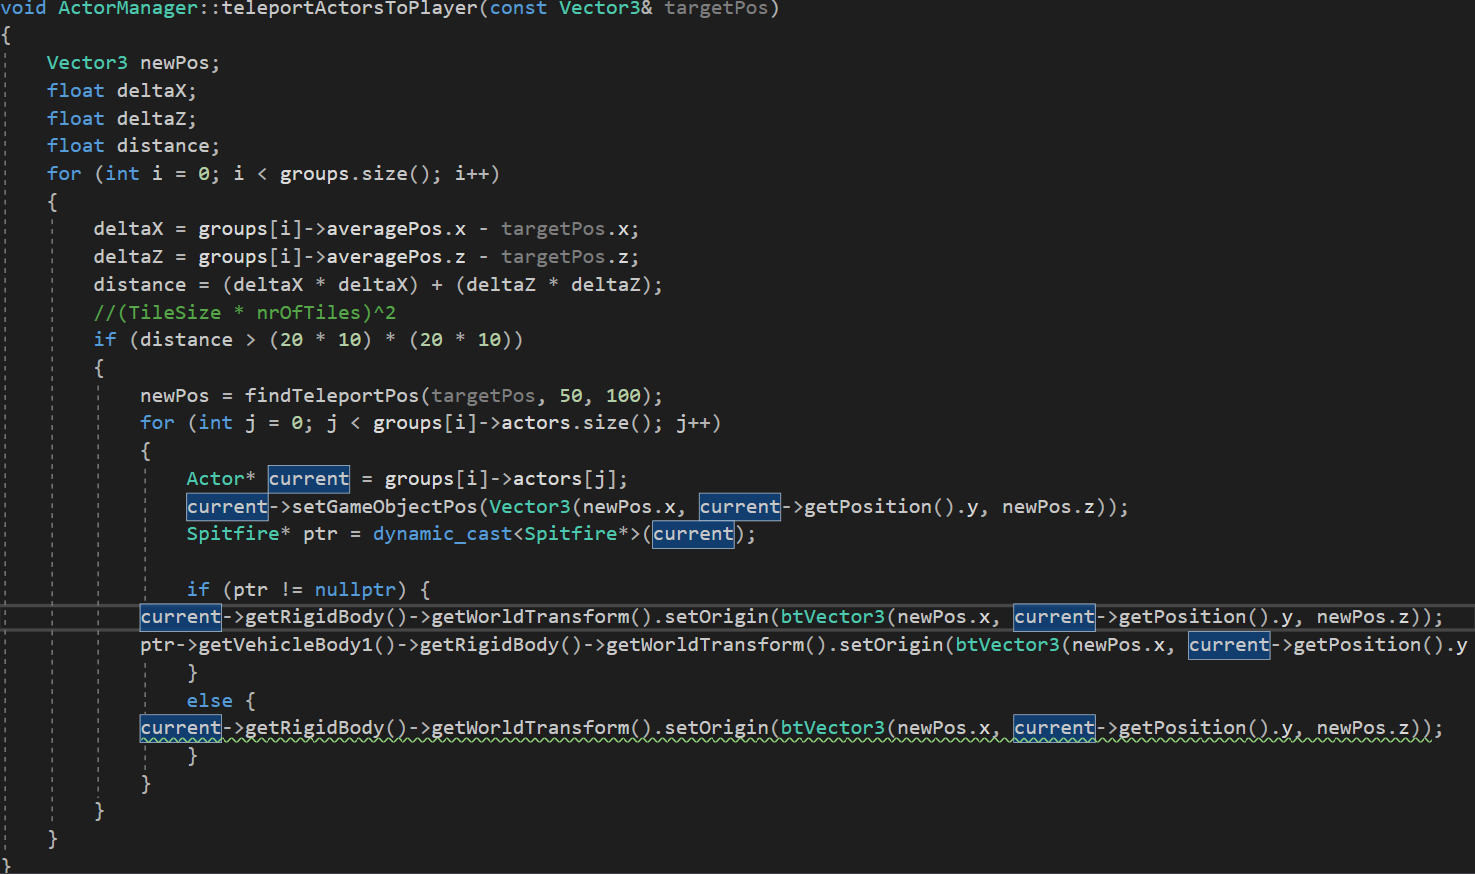 void ActorManager::teleportActorsToPlayer(const Vector3& targetPos)
{
Vector3 newPos;
float deltaX;
float deltaZ;
float distance;
for (int i = 0; i < groups.size(); i++)
{
deltaX = groups[i]->averagePos.x - targetPos.x;
deltaZ = groups[i]->averagePos.z - targetPos.z;
distance = (deltaX * deltaX) + (deltaZ * deltaZ);
//(TileSize * nrOfTiles)^2
if (distance > (20 * 10) * (20 * 10))
{
newPos = findTeleportPos(targetPos, 50, 100);
for (int j = 0; j < groups[i]->actors.size(); j++)
{
Actor* current = groups[i]->actors[j];
current->setGameObjectPos(Vector3(newPos.x, current->getPosition().y, newPos.z));
Spitfire* ptr = dynamic_cast<Spitfire*>(current);
if (ptr != nullptr) {
current->getRigidBody()->getWorldTransform().setOrigin(btVector3(newPos.x, current->getPosition().y, newPos.z));
ptr->getVehicleBody1()->getRigidBody()->getWorldTransform().setOrigin(btVector3(newPos.x, current->getPosition().y
}
else {
current->getRigidBody()->getWorldTransform().setOrigin(btVector3(newPos.x, current->getPosition().y, newPos.z));
}
}
}
}
}